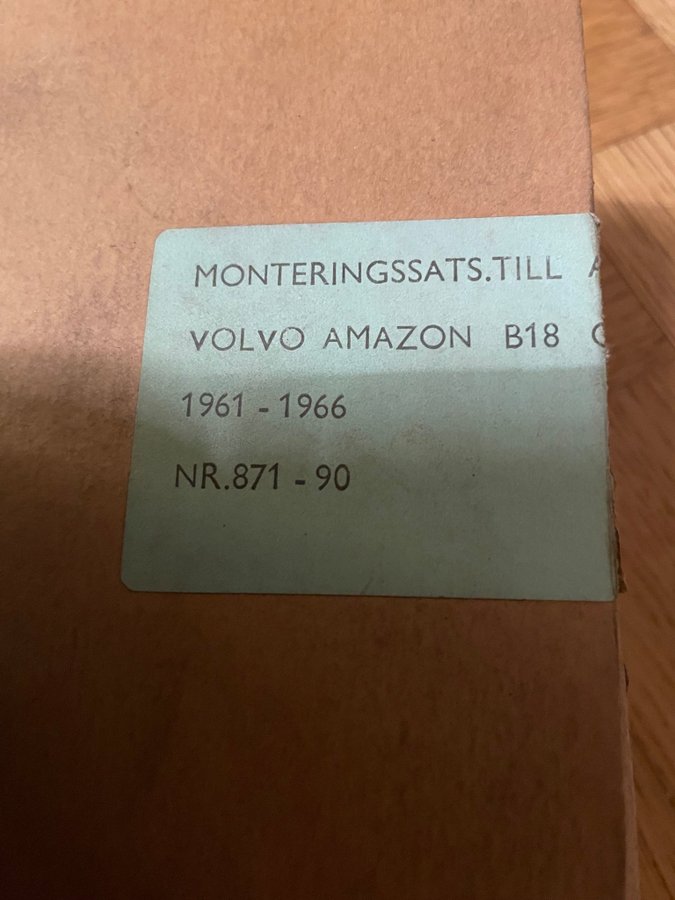 MONTERINGSSATS.TILL
VOLVO AMAZON B18
1961 - 1966
NR.871 - 90